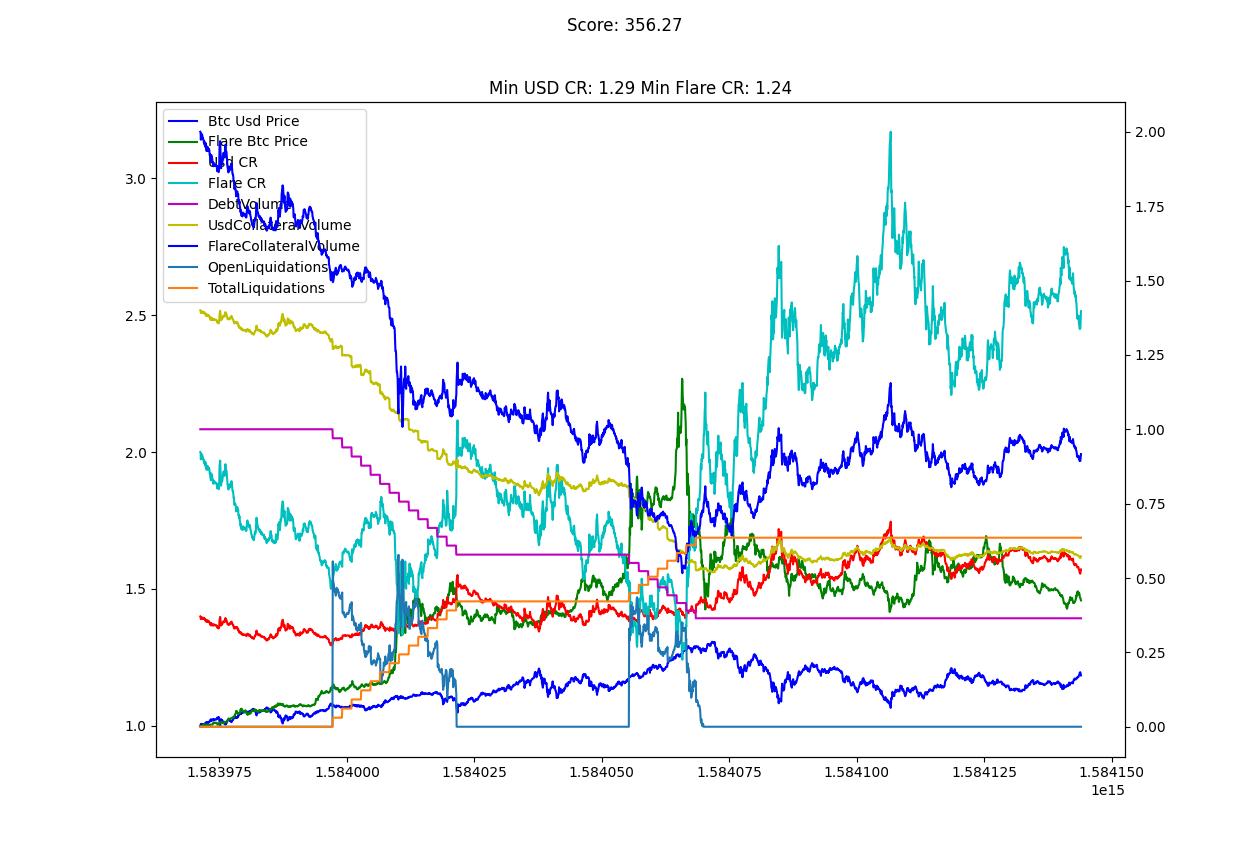 Score: 356.27
Min USD CR: 1.29 Min Flare CR: 1.24
Btc Usd Price
Flare Btc Price
Usd CR
Flare CR
DebtVolume
UsdCollateralVolume
FlareCollateralVolume
OpenLiquidations
TotalLiquidations
3.0
2.5
2.0
1.5
1.0
2.00
1.75
1.50
1.25
1.00
0.75
0.50
0.25
0.00
1.583975 1.584000 1.584025 1.584050 1.584075 1.584100 1.584125 1.584150
1e15